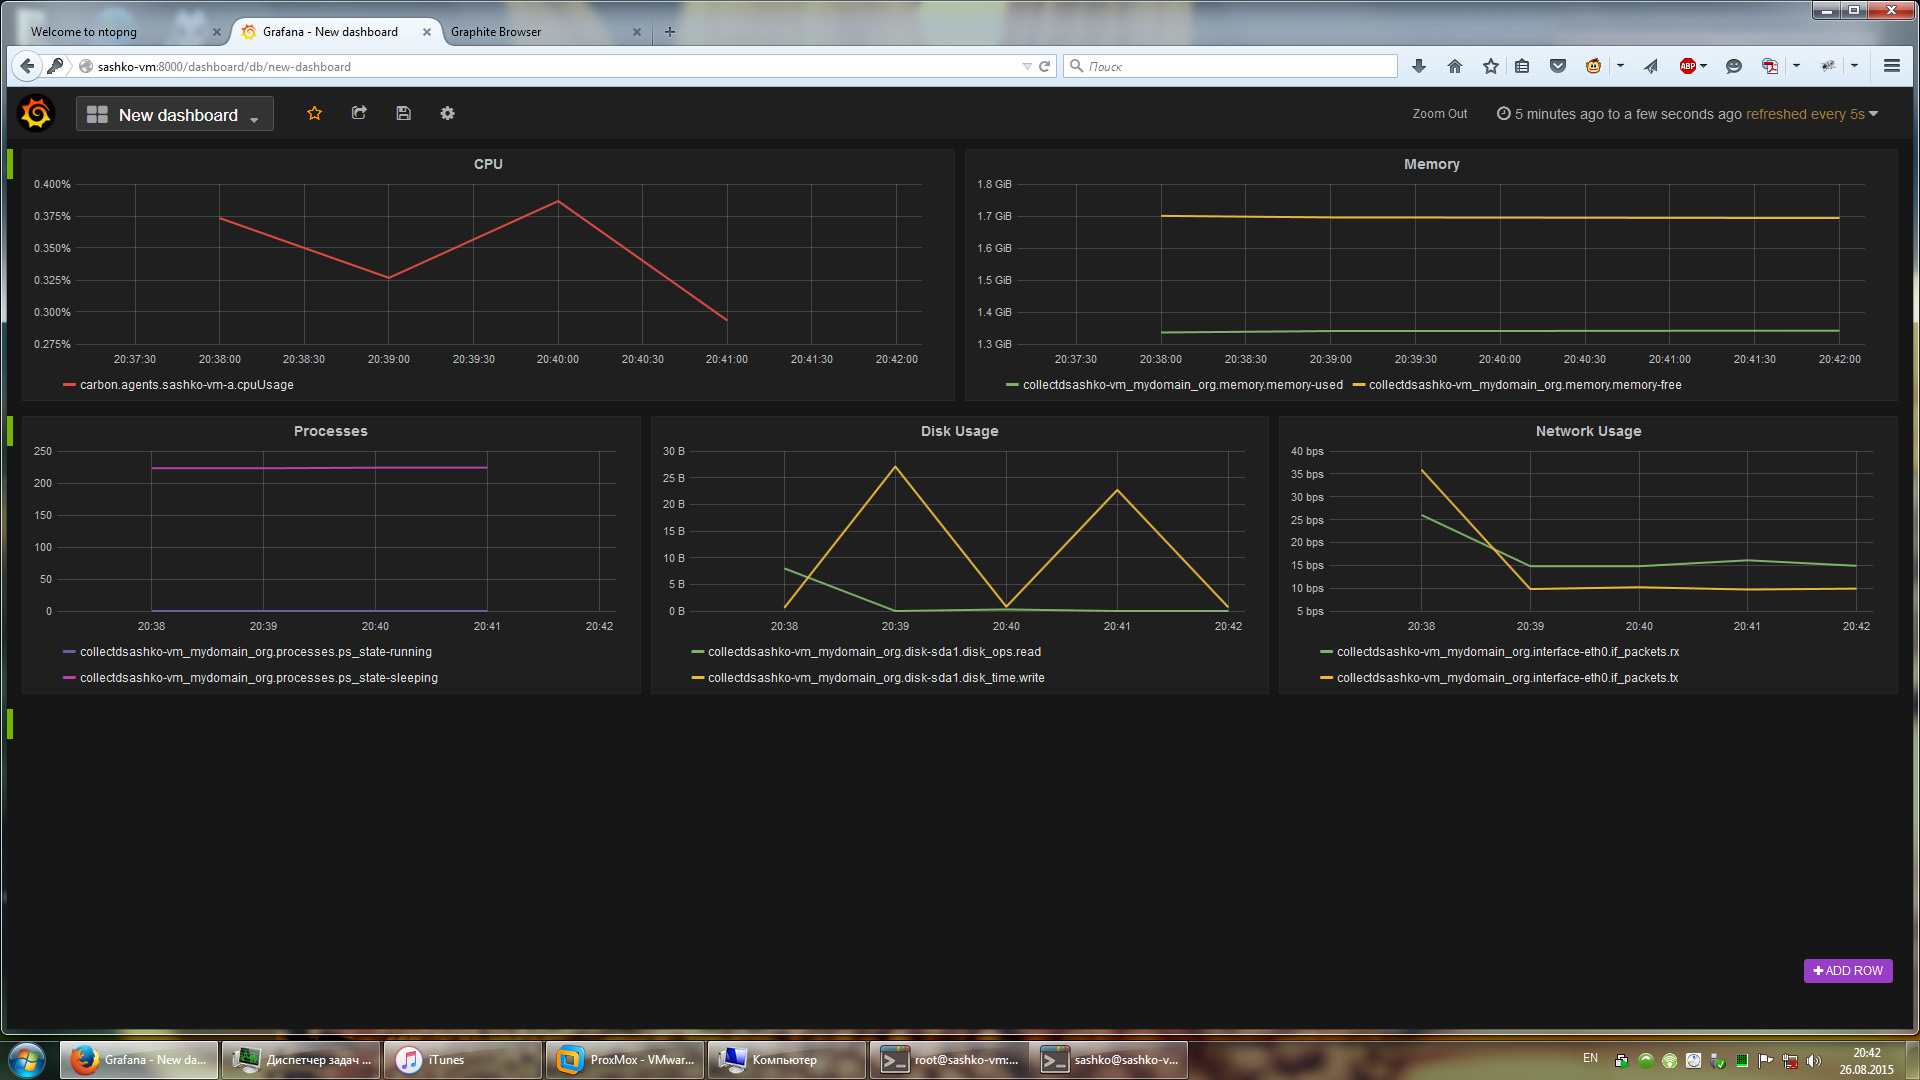 Welcome to ntopng
Grafana - New dashboard
Graphite Browser
sashko-vm:8000/dashboard/db/new-dashboard
Поиск
ABP
New dashboard
Zoom Out
5 minutes ago to a few seconds ago refreshed every 5s
CPU
0.400%
0.375%
0.350%
0.325%
0.300%
0.275%
20:37:30 20:38:00 20:38:30 20:39:00 20:39:30 20:40:00 20:40:30 20:41:00 20:41:30 20:42:00
carbon.agents.sashko-vm-a.cpuUsage
Memory
1.8 GiB
1.7 GiB
1.6 GiB
1.5 GiB
1.4 GiB
1.3 GiB
20:37:30 20:38:00 20:38:30 20:39:00 20:39:30 20:40:00 20:40:30 20:41:00 20:41:30 20:42:00
collectdsashko-vm_mydomain_org.memory.memory-used collectdsashko-vm_mydomain_org.memory.memory-free
Processes
250
200
150
100
50
0
20:38 20:39 20:40 20:41 20:42
collectdsashko-vm_mydomain_org.processes.ps_state-running
collectdsashko-vm_mydomain_org.processes.ps_state-sleeping
Disk Usage
30 B
25 B
20 B
15 B
10 B
5 B
0 B
20:38 20:39 20:40 20:41 20:42
collectdsashko-vm_mydomain_org.disk-sda1.disk_ops.read
collectdsashko-vm_mydomain_org.disk-sda1.disk_time.write
Network Usage
40 bps
35 bps
30 bps
25 bps
20 bps
15 bps
10 bps
5 bps
20:38 20:39 20:40 20:41 20:42
collectdsashko-vm_mydomain_org.interface-eth0.if_packets.rx
collectdsashko-vm_mydomain_org.interface-eth0.if_packets.tx
ADD ROW
Grafana - New da...
Диспетчер задач ...
iTunes
ProxMox - VMwar...
Компьютер
root@sashko-vm:...
sashko@sashko-v...
EN
20:42
26.08.2015